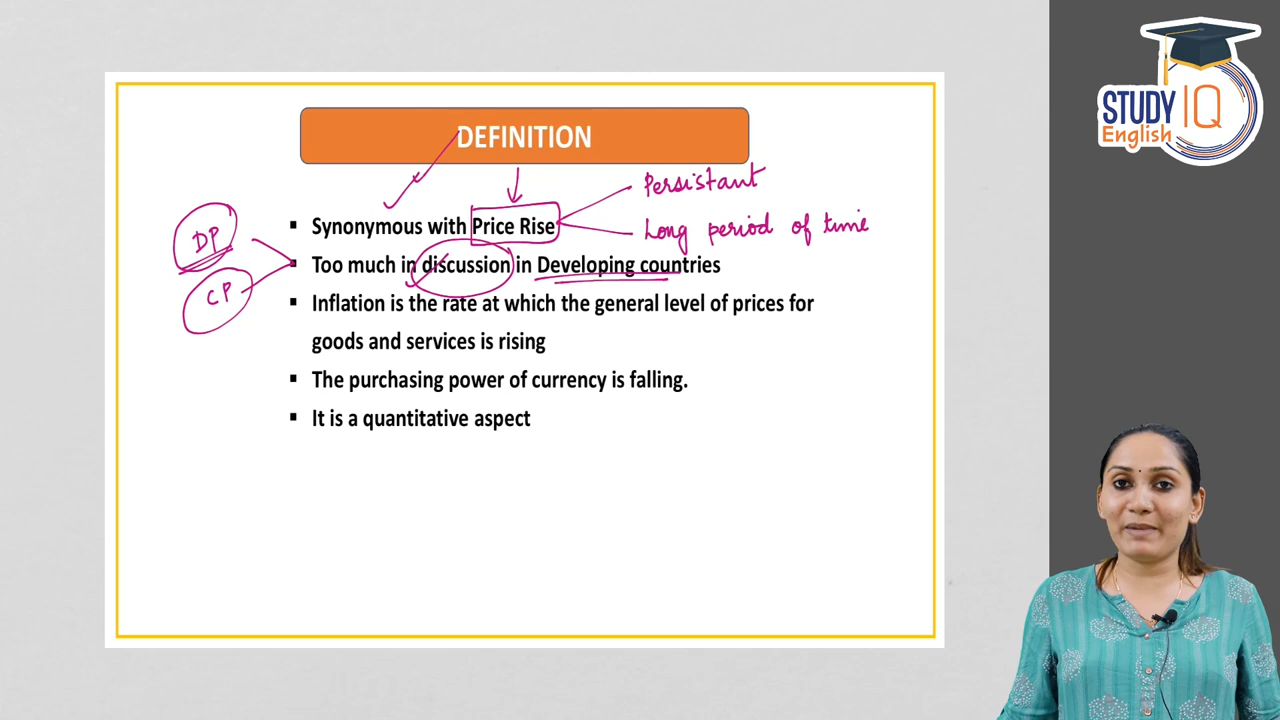 STUDY IQ
English
DEFINITION
Persistant
▪ Synonymous with Price Rise
Long period of time
DP
▪ Too much in discussion in Developing countries
CP
▪ Inflation is the rate at which the general level of prices for
goods and services is rising
▪ The purchasing power of currency is falling.
▪ It is a quantitative aspect